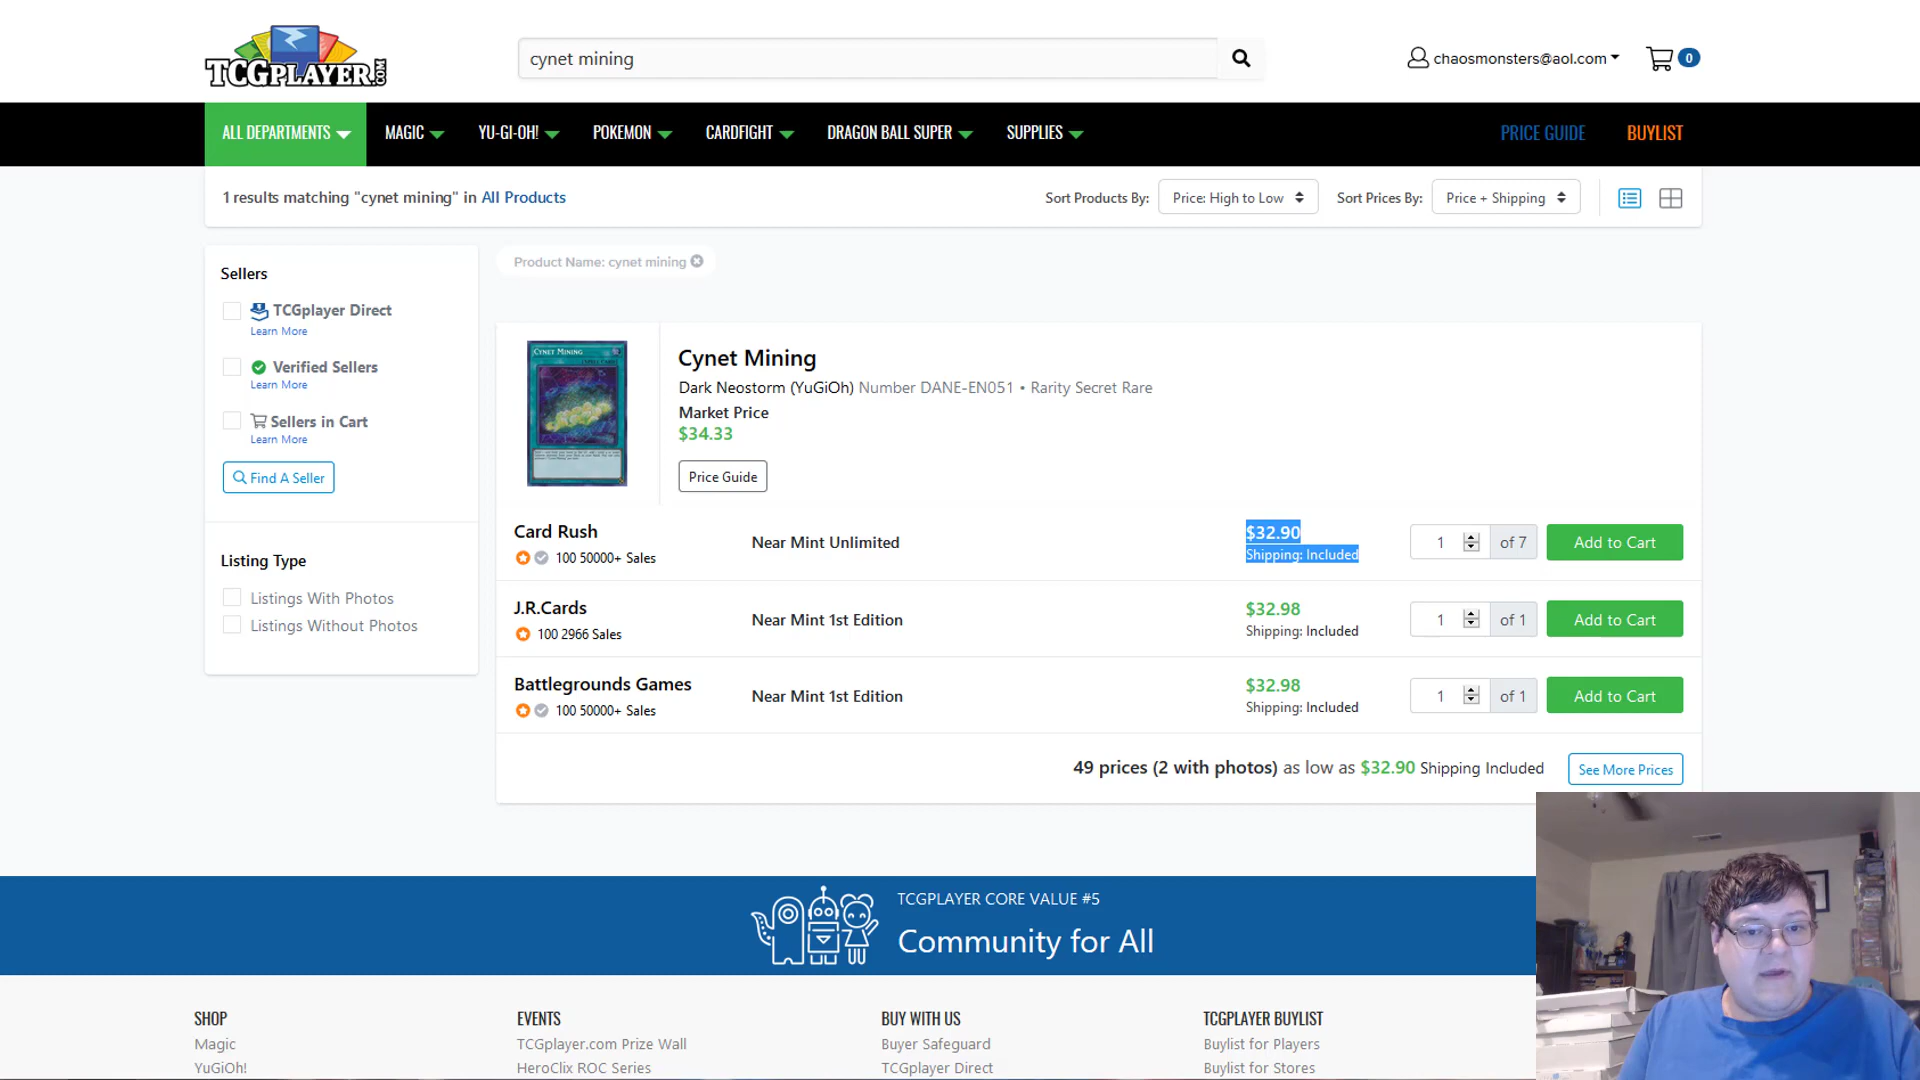 TCGPLAYER.COM
cynet mining
chaosmonsters@aol.com
0
ALL DEPARTMENTS
MAGIC
YU-GI-OH!
POKEMON
CARDFIGHT
DRAGON BALL SUPER
SUPPLIES
PRICE GUIDE
BUYLIST
1 results matching "cynet mining" in All Products
Sort Products By:
Price: High to Low
Sort Prices By:
Price + Shipping
Sellers
TCGplayer Direct
Learn More
Verified Sellers
Learn More
Sellers in Cart
Learn More
Find A Seller
Listing Type
Listings With Photos
Listings Without Photos
Product Name: cynet mining
CYNET MINING
Cynet Mining
Dark Neostorm (YuGiOh) Number DANE-EN051 • Rarity Secret Rare
Market Price
$34.33
Price Guide
Card Rush
100 50000+ Sales
Near Mint Unlimited
$32.90
Shipping: Included
1 of 7
Add to Cart
J.R.Cards
100 2966 Sales
Near Mint 1st Edition
$32.98
Shipping: Included
1 of 1
Add to Cart
Battlegrounds Games
100 50000+ Sales
Near Mint 1st Edition
$32.98
Shipping: Included
1 of 1
Add to Cart
49 prices (2 with photos) as low as $32.90 Shipping Included
See More Prices
TCGPLAYER CORE VALUE #5
Community for All
SHOP
Magic
YuGiOh!
EVENTS
TCGplayer.com Prize Wall
HeroClix ROC Series
BUY WITH US
Buyer Safeguard
TCGplayer Direct
TCGPLAYER BUYLIST
Buylist for Players
Buylist for Stores